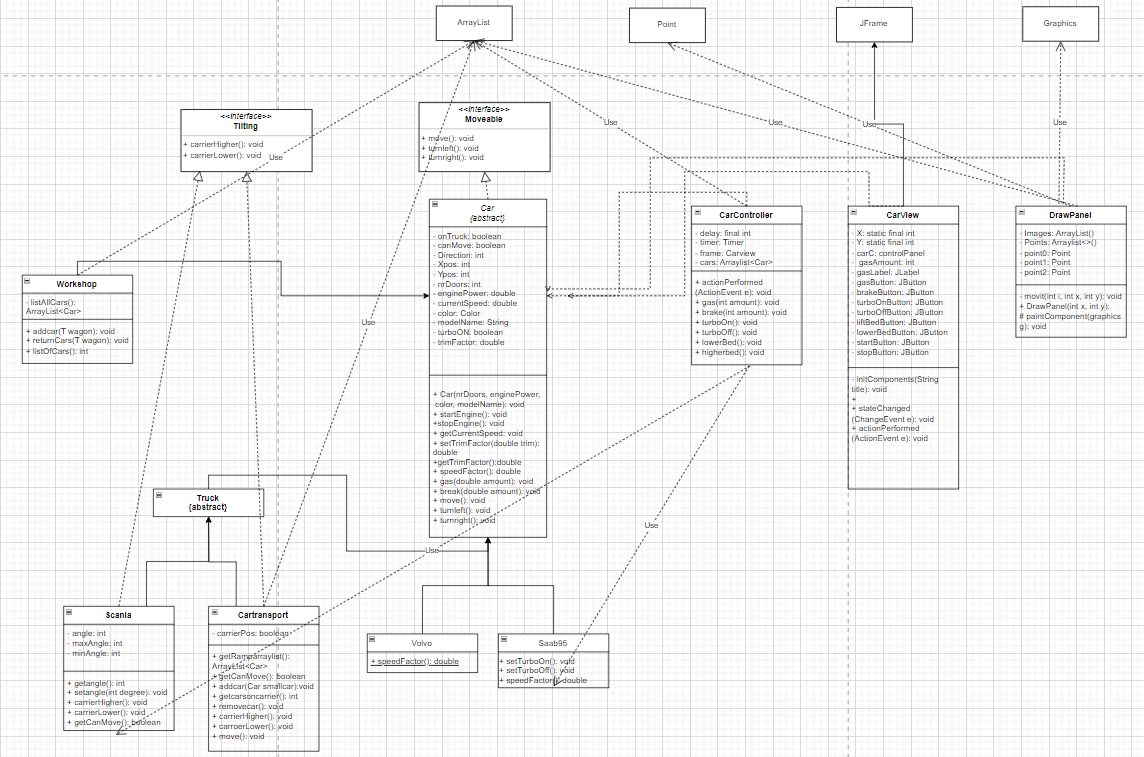 ArrayList
Point
JFrame
Graphics
<<interface>>
Tilting
+ carrierHigher(): void
+ carrierLower(): void
<<interface>>
Moveable
+ move(): void
+ turnleft(): void
+ turnright(): void
Use
Use
Use
Use
Use
Use
Use
Use
Car
{abstract}
- onTruck: boolean
- canMove: boolean
- Direction: int
- Xpos: int
- Ypos: int
- nrDoors: int
- enginePower: double
- currentSpeed: double
- color: Color
- modelName: String
- turboON: boolean
- trimFactor: double
+ Car(nrDoors, enginePower,
color, modelName): void
+ startEngine(): void
+stopEngine(): void
+ getCurrentSpeed: void
+ setTrimFactor(double trim):
double
+getTrimFactor():double
+ speedFactor(): double
+ gas(double amount): void
+ break(double amount): void
+ move(): void
+ turnleft(): void
+ turnright(): void
CarController
- delay: final int
- timer: Timer
- frame: Carview
- cars: Arraylist<Car>
+ actionPerformed
(ActionEvent e): void
+ gas(int amount): void
+ brake(int amount): void
+ turboOn(): void
+ turboOff(): void
+ lowerBed(): void
+ higherbed(): void
CarView
- X: static final int
- Y: static final int
- carC: controlPanel
- gasAmount: int
- gasLabel: JLabel
- gasButton: JButton
- brakeButton: JButton
- turboOnButton: JButton
- turboOffButton: JButton
- liftBedButton: JButton
- lowerBedButton: JButton
- startButton: JButton
- stopButton: JButton
- initComponents(String
title): void
+
+ stateChanged
(ChangeEvent e): void
+ actionPerformed
(ActionEvent e): void
DrawPanel
- Images: ArrayList()
- Points: Arraylist<>()
- point0: Point
- point1: Point
- point2: Point
- movit(int i, int x, int y): void
+ DrawPanel(int x, int y):
# paintComponent(graphics
g): void
Workshop
- listAllCars():
ArrayList<Car>
+ addcar(T wagon): void
+ returnCars(T wagon): void
+ listOfCars(): int
Truck
{abstract}
Scania
- angle: int
- maxAngle: int
- minAngle: int
+ getangle(): int
+ setangle(int degree): void
+ carrierHigher(): void
+ carrierLower(): void
+ getCanMove(): boolean
Cartransport
- carrierPos: boolean
+ getRamparraylist():
ArrayList<Car>
+getCanMove(): boolean
+ addcar(Car smallcar):void
+ getcarsoncarrier(): int
+ removecar(): void
+ carrierHigher(): void
+ carroerLower(): void
+ move(): void
Volvo
+ speedFactor(): double
Saab95
+ setTurboOn(): void
+ setTurboOff(): void
+ speedFactor(): double